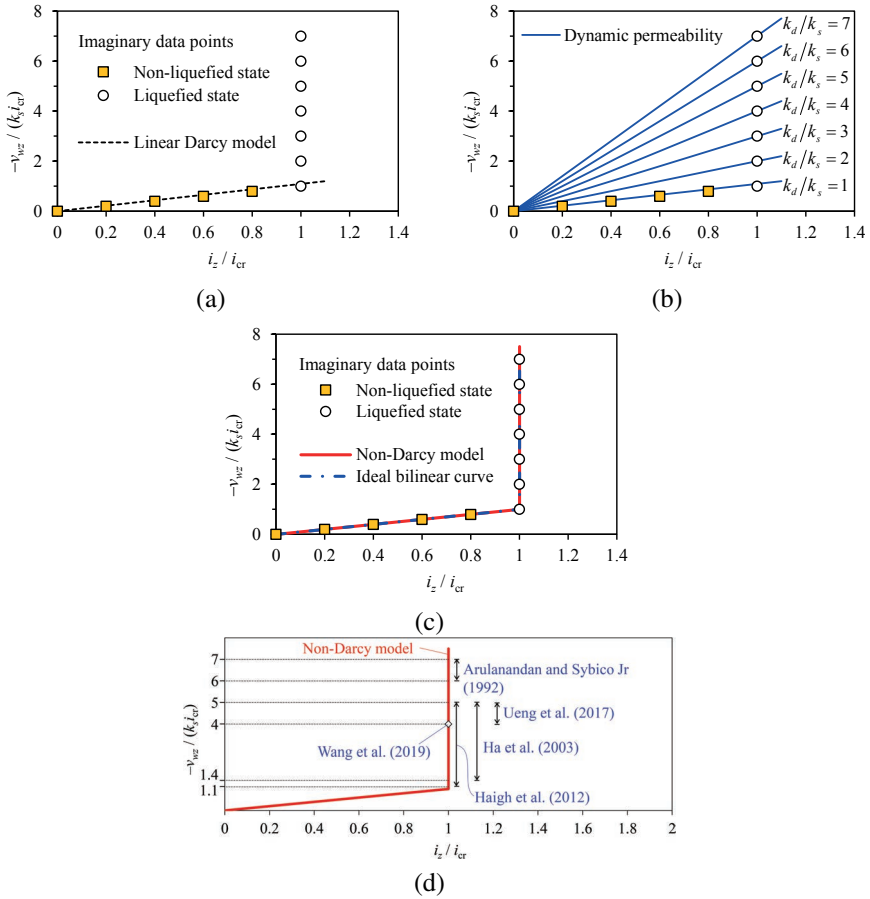 8
6
4
2
0
−v_wz / (k_s i_cr)
Imaginary data points
Non-liquefied state
Liquefied state
Linear Darcy model
0 0.2 0.4 0.6 0.8 1 1.2 1.4
i_z / i_cr
(a)
8
6
4
2
0
−v_wz / (k_s i_cr)
Dynamic permeability
k_d/k_s = 7
k_d/k_s = 6
k_d/k_s = 5
k_d/k_s = 4
k_d/k_s = 3
k_d/k_s = 2
k_d/k_s = 1
0 0.2 0.4 0.6 0.8 1 1.2 1.4
i_z / i_cr
(b)
8
6
4
2
0
−v_wz / (k_s i_cr)
Imaginary data points
Non-liquefied state
Liquefied state
Non-Darcy model
Ideal bilinear curve
0 0.2 0.4 0.6 0.8 1 1.2 1.4
i_z / i_cr
(c)
Non-Darcy model
7
6
5
4
1.4
1.1
−v_wz / (k_s i_cr)
Arulanandan and Sybico Jr
(1992)
Ueng et al. (2017)
Wang et al. (2019)
Ha et al. (2003)
Haigh et al. (2012)
0 0.2 0.4 0.6 0.8 1 1.2 1.4 1.6 1.8 2
i_z / i_cr
(d)